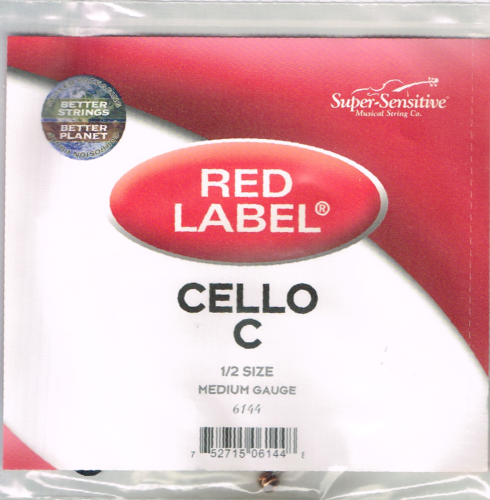 BETTER
STRINGS
BETTER
PLANET
Super-Sensitive
Musical String Co.
RED
LABEL®
CELLO
C
1/2 SIZE
MEDIUM GAUGE
6144
7 52715 06144